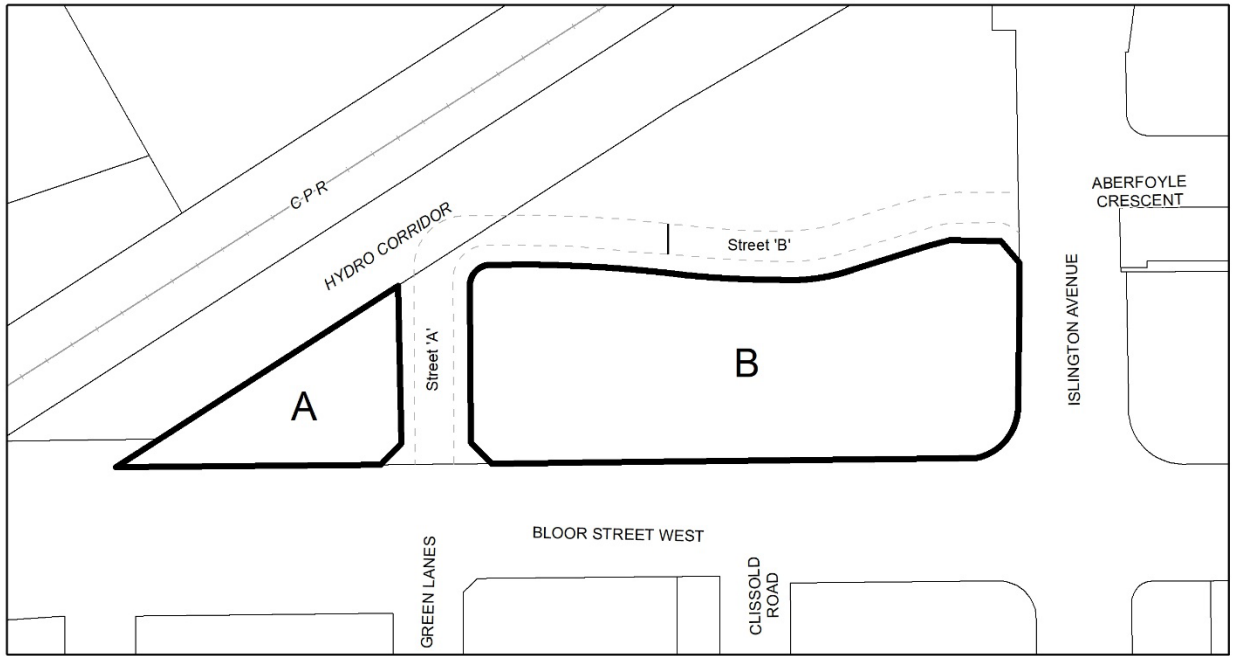 C P R
HYDRO CORRIDOR
ABERFOYLE
CRESCENT
Street 'B'
ISLINGTON AVENUE
Street 'A'
A
B
BLOOR STREET WEST
GREEN LANES
CLISSOLD
ROAD